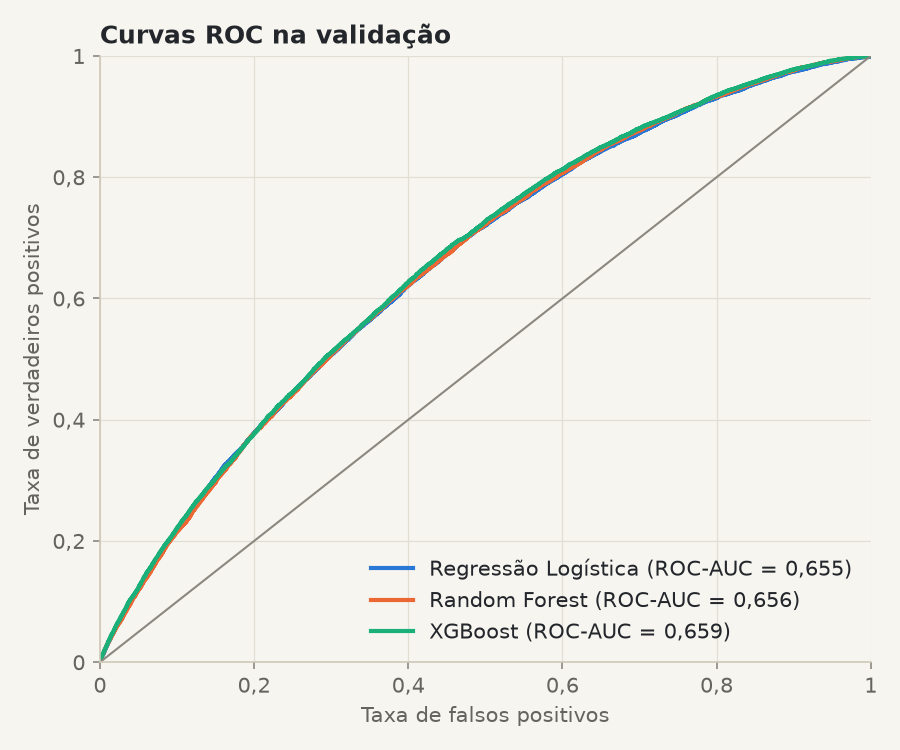 Curvas ROC na validação
Taxa de verdadeiros positivos
1
0,8
0,6
0,4
0,2
0
Regressão Logística (ROC-AUC = 0,655)
Random Forest (ROC-AUC = 0,656)
XGBoost (ROC-AUC = 0,659)
0 0,2 0,4 0,6 0,8 1
Taxa de falsos positivos